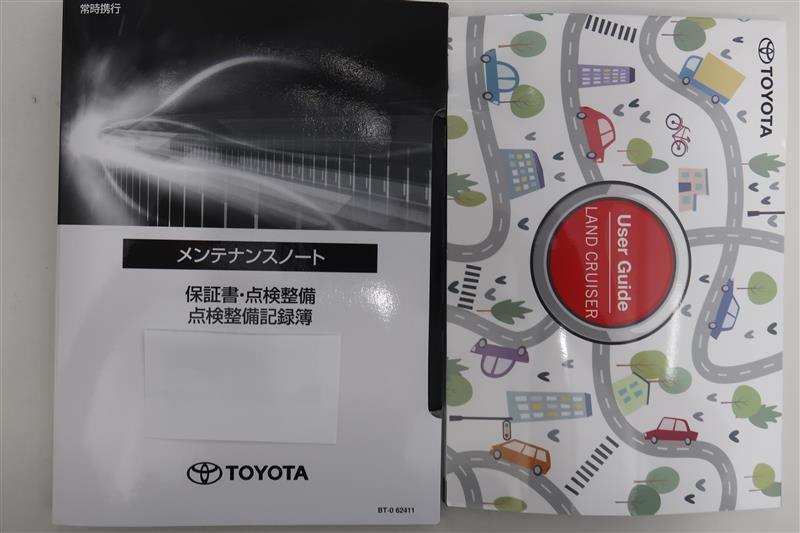 常時携行
メンテナンスノート
保証書・点検整備
点検整備記録簿
TOYOTA
BT-0 62411
TOYOTA
User Guide
LAND CRUISER